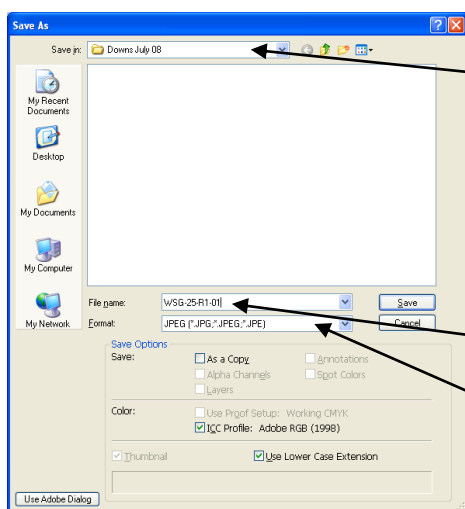 Save As
Save in: Downs July 08
My Recent
Documents
Desktop
My Documents
My Computer
My Network
File name: WSG-25-R1-01 Save
Format: JPEG (*.JPG;*.JPEG;*.JPE) Cancel
Save Options
Save: As a Copy Annotations
Alpha Channels Spot Colors
Layers
Color: Use Proof Setup: Working CMYK
ICC Profile: Adobe RGB (1998)
Thumbnail Use Lower Case Extension
Use Adobe Dialog